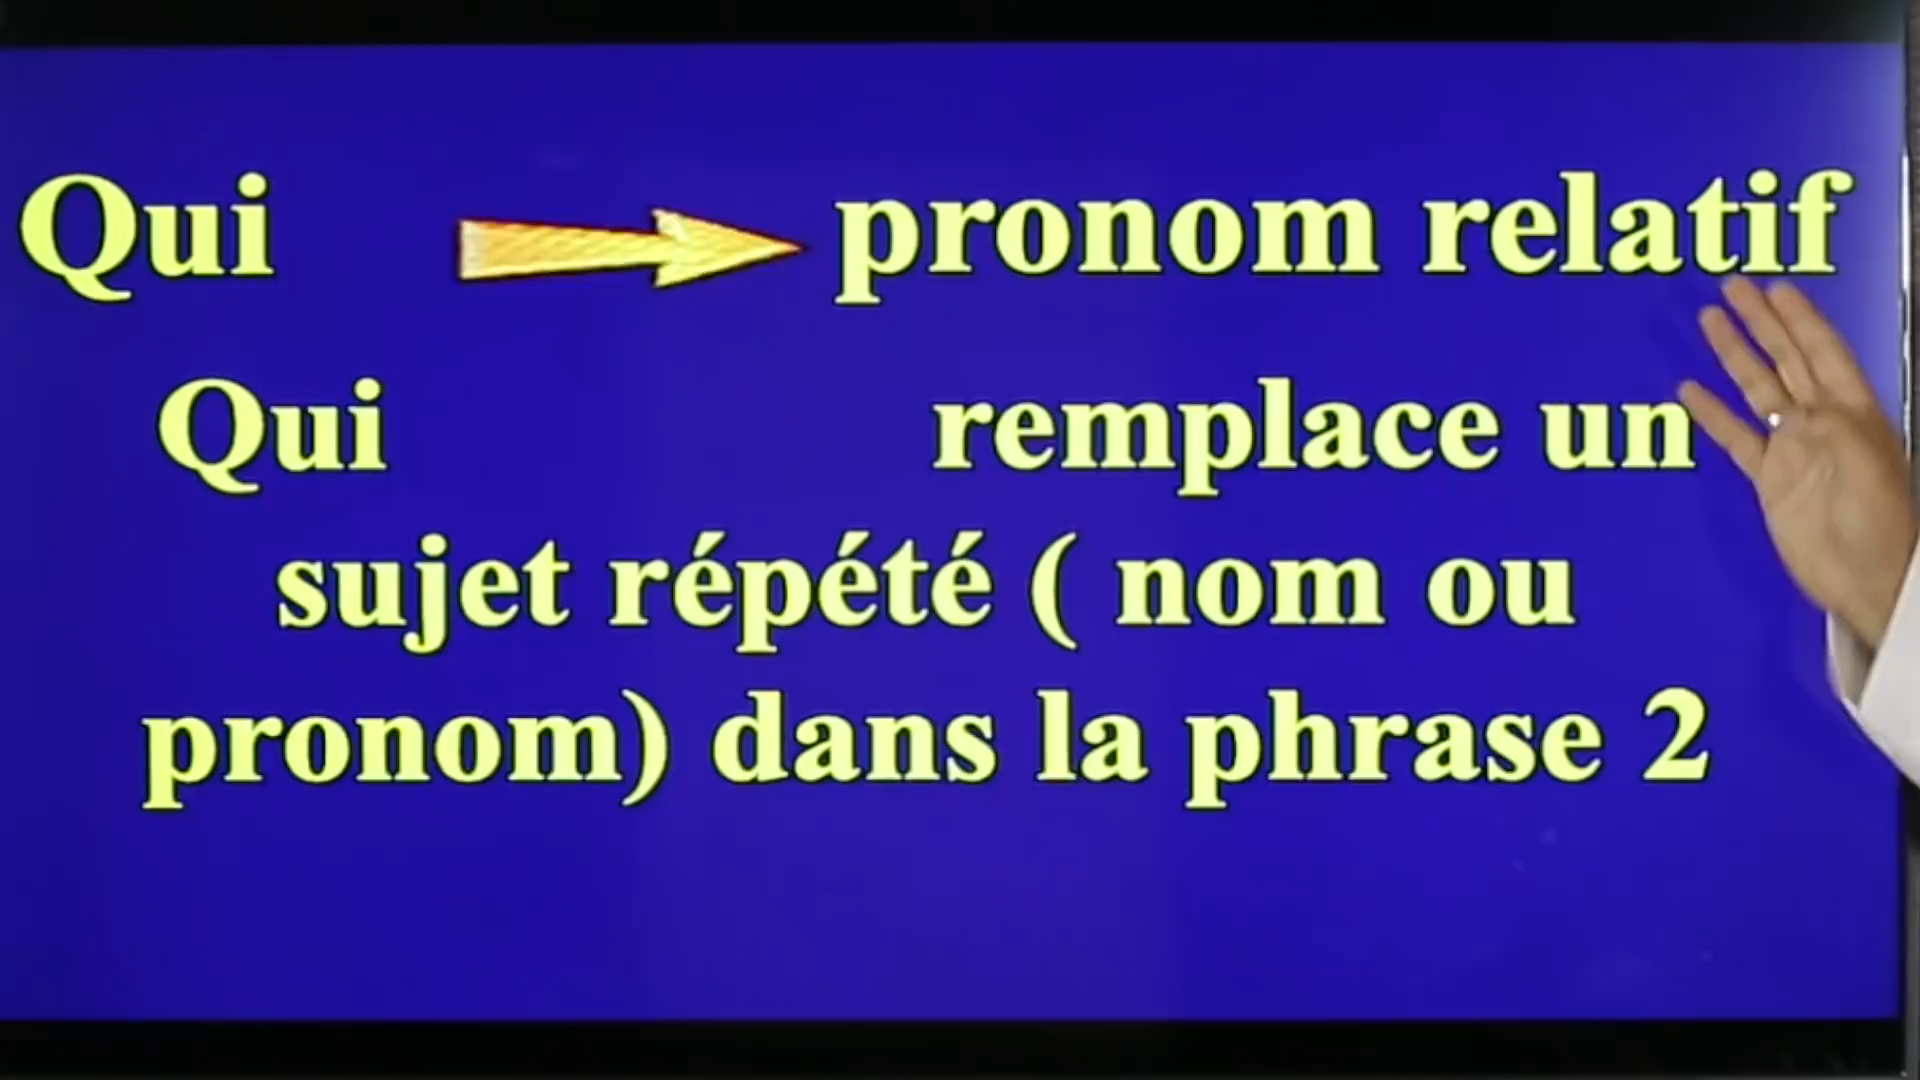 Qui pronom relatif
Qui remplace un
sujet répété ( nom ou
pronom) dans la phrase 2